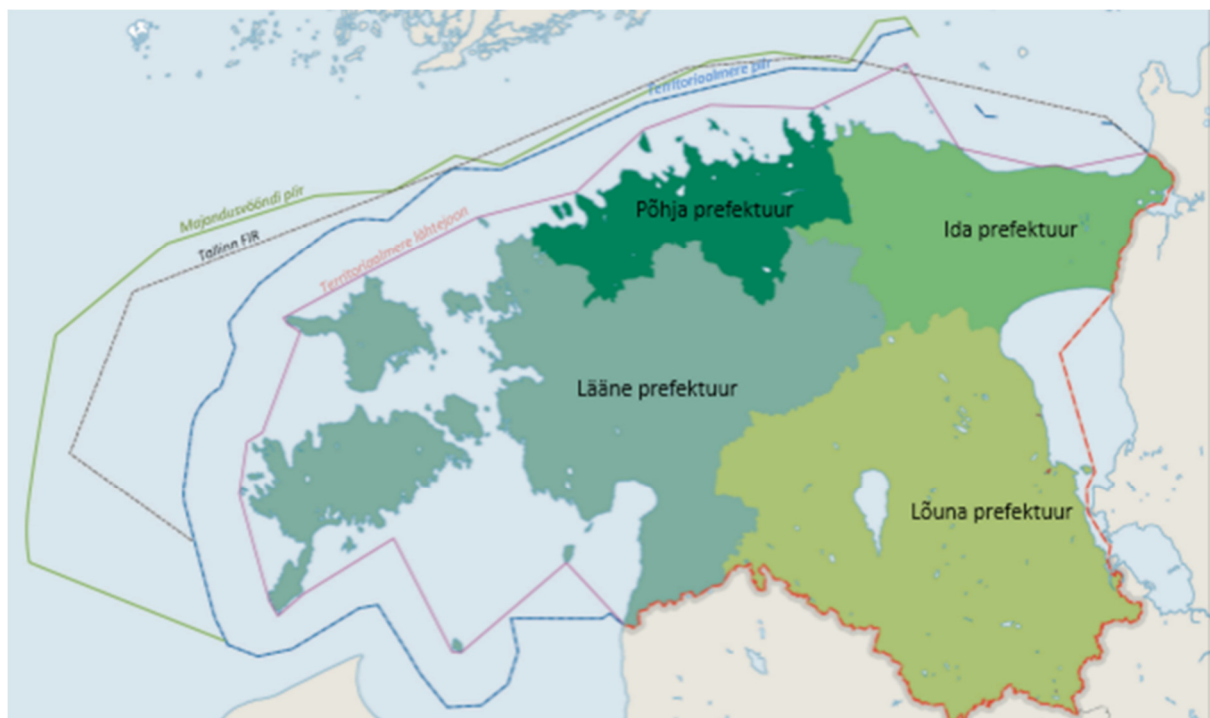 Territoriaalmere piir
Majandusvööndi piir
Tallinn FIR
Territoriaalmere lähtejoon
Põhja prefektuur
Ida prefektuur
Lääne prefektuur
Lõuna prefektuur